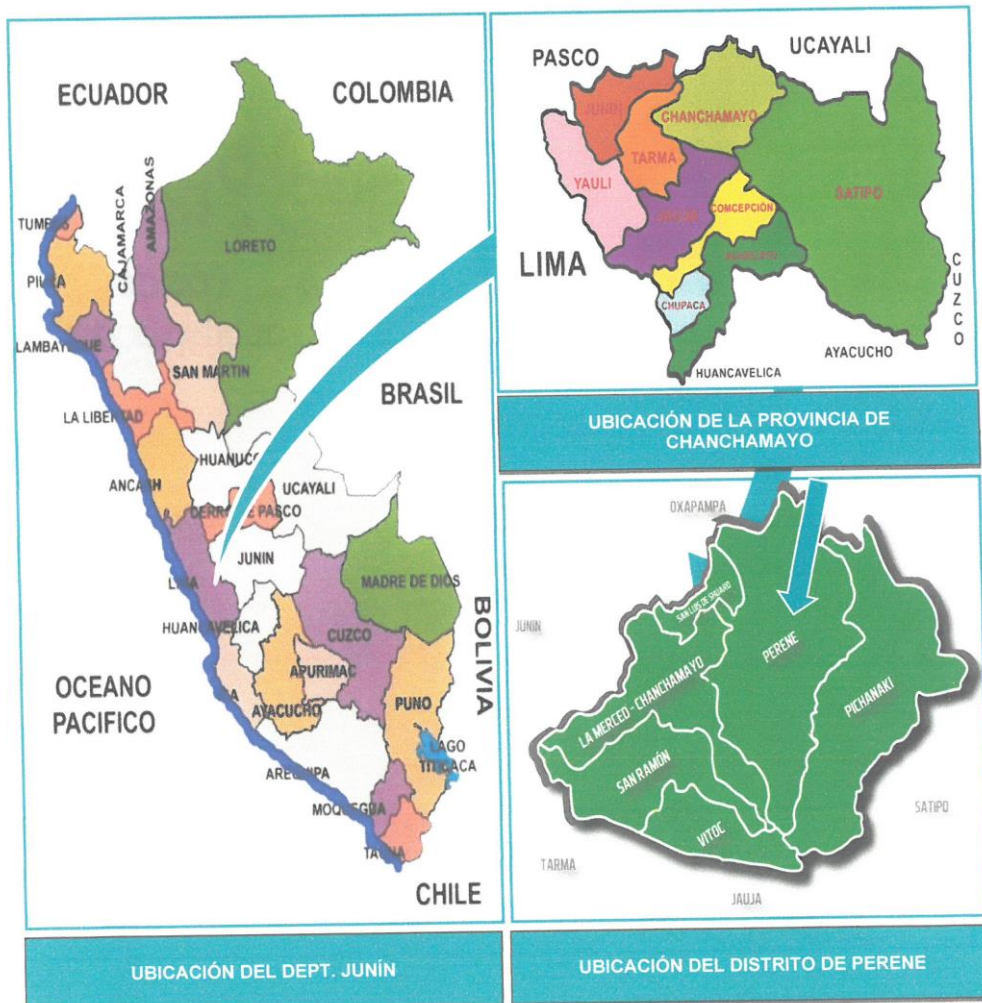 ECUADOR
COLOMBIA
CAJAMARCA
AMAZONAS
TUMBES
LORETO
PIURA
LAMBAYEQUE
SAN MARTIN
BRASIL
LA LIBERTAD
HUANUCO
ANCASH
UCAYALI
CERRO DE PASCO
JUNIN
LIMA
MADRE DE DIOS
HUANCAVELICA
CUZCO
BOLIVIA
APURIMAC
OCEANO
PACIFICO
AYACUCHO
PUNO
LAGO
TITICACA
AREQUIPA
MOQUEGUA
TACNA
CHILE
UBICACIÓN DEL DEPT. JUNÍN
PASCO
UCAYALI
JUNIN
CHANCHAMAYO
TARMA
YAULI
SATIPO
JAUJA
COMCEPCIÓN
LIMA
CUZCO
CHUPACA
AYACUCHO
HUANCAVELICA
UBICACIÓN DE LA PROVINCIA DE
CHANCHAMAYO
OXAPAMPA
SAN LUIS DE SHUARO
JUNIN
PERENE
LA MERCED - CHANCHAMAYO
PICHANAKI
SAN RAMÓN
SATIPO
VITOC
TARMA
JAUJA
UBICACIÓN DEL DISTRITO DE PERENE